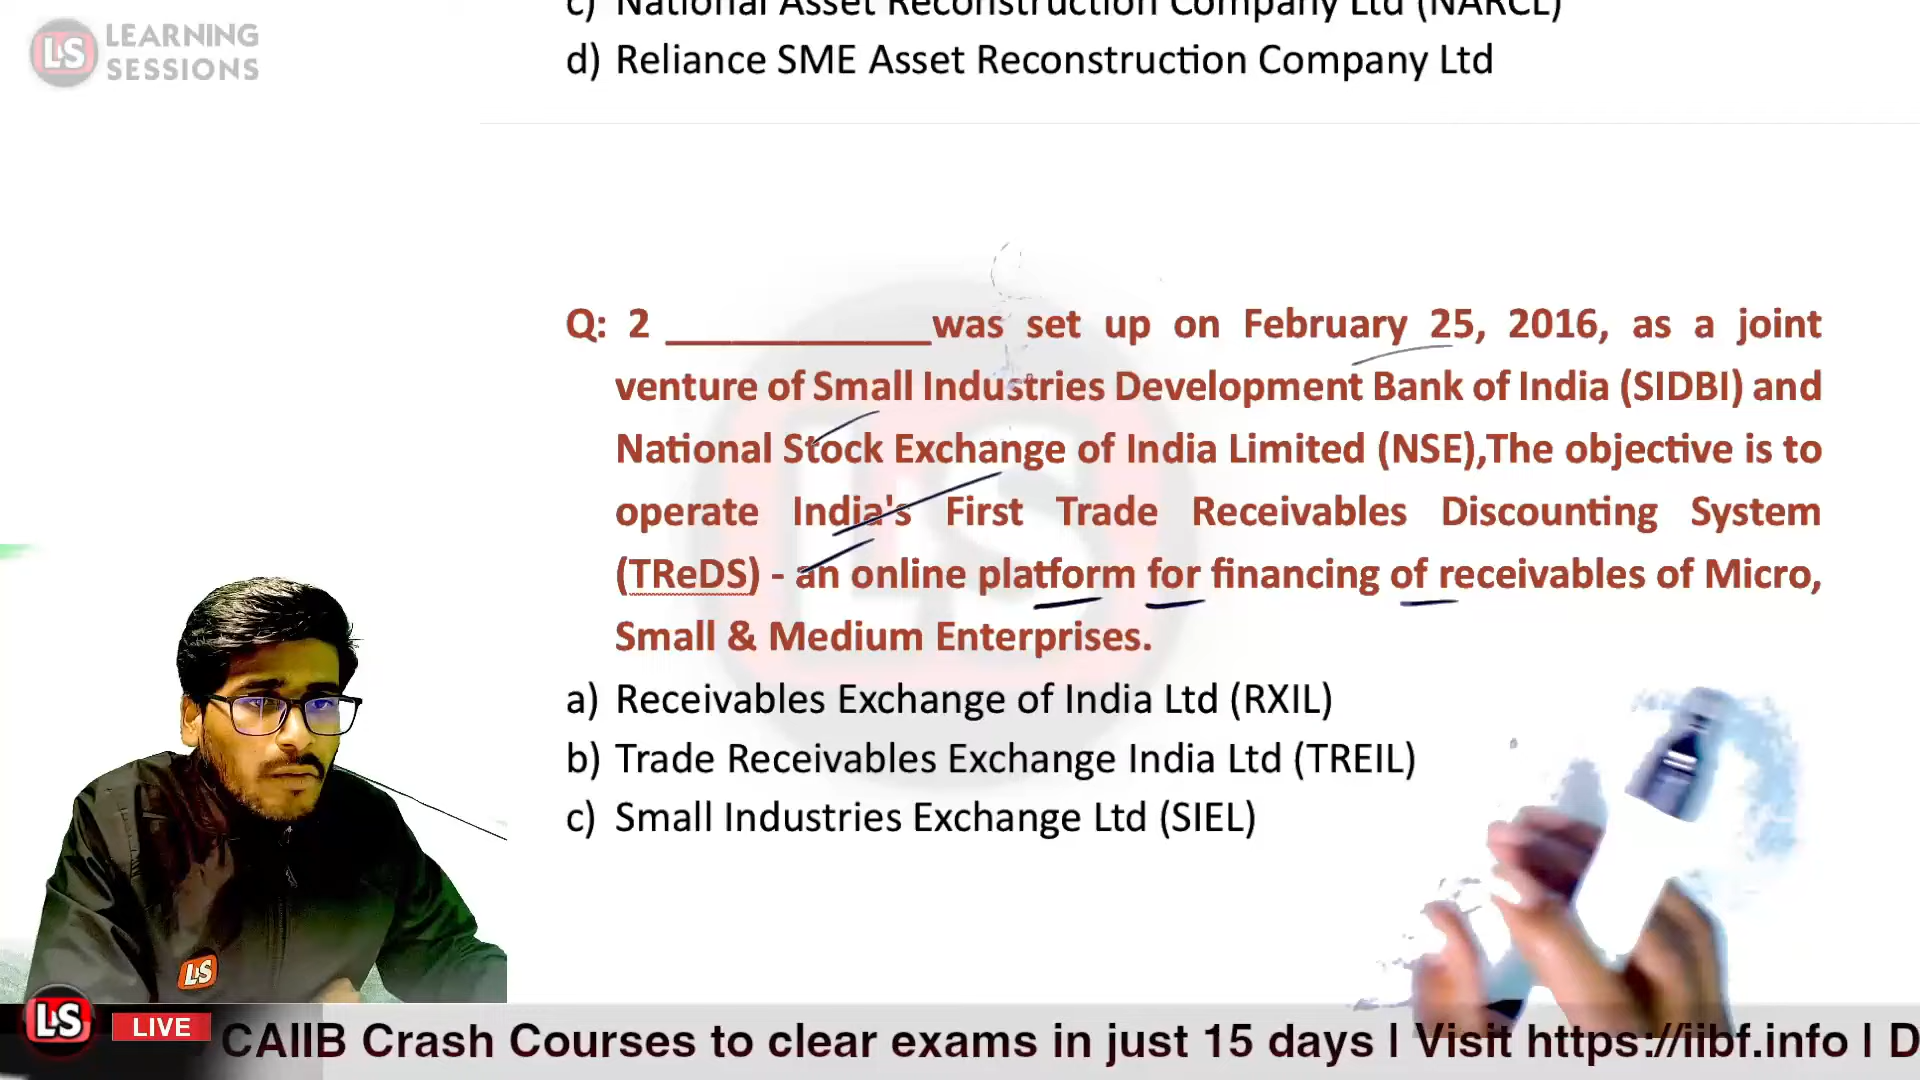 c) National Asset Reconstruction Company Ltd (NARCL)
LEARNING
LS
SESSIONS
d) Reliance SME Asset Reconstruction Company Ltd
Q: 2 _____________was set up on February 25, 2016, as a joint
venture of Small Industries Development Bank of India (SIDBI) and
National Stock Exchange of India Limited (NSE),The objective is to
operate India's First Trade Receivables Discounting System
(TReDS) - an online platform for financing of receivables of Micro,
Small & Medium Enterprises.
a) Receivables Exchange of India Ltd (RXIL)
b) Trade Receivables Exchange India Ltd (TREIL)
c) Small Industries Exchange Ltd (SIEL)
LS
LS
LIVE
CAIIB Crash Courses to clear exams in just 15 days I Visit https://iibf.info I D